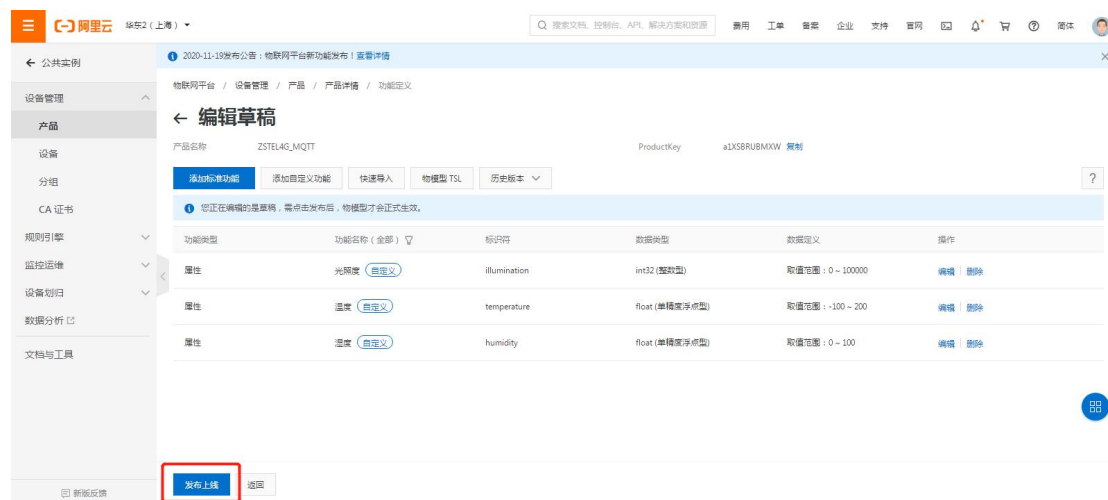 阿里云 华东2（上海） 搜索文档、控制台、API、解决方案和资源 费用 工单 备案 企业 支持 官网 简体
公共实例
2020-11-19发布公告：物联网平台新功能发布！查看详情
设备管理
产品
设备
分组
CA 证书
规则引擎
监控运维
设备划归
数据分析
文档与工具
新版反馈
物联网平台 / 设备管理 / 产品 / 产品详情 / 功能定义
← 编辑草稿
产品名称 ZSTEL4G_MQTT ProductKey a1XSBRUBMXW 复制
添加标准功能 添加自定义功能 快速导入 物模型 TSL 历史版本 ?
您正在编辑的是草稿，需点击发布后，物模型才会正式生效。
功能类型 功能名称（全部） 标识符 数据类型 数据定义 操作
属性 光照度 自定义 illumination int32 (整数型) 取值范围：0 ~ 100000 编辑 删除
属性 温度 自定义 temperature float (单精度浮点型) 取值范围：-100 ~ 200 编辑 删除
属性 湿度 自定义 humidity float (单精度浮点型) 取值范围：0 ~ 100 编辑 删除
发布上线 返回